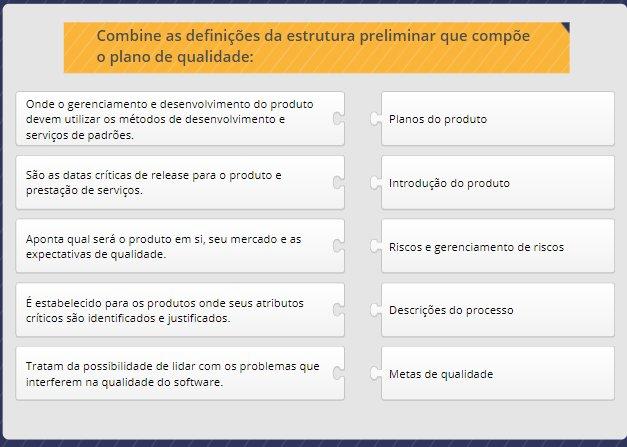 Combine as definições da estrutura preliminar que compõe
o plano de qualidade:
Onde o gerenciamento e desenvolvimento do produto
devem utilizar os métodos de desenvolvimento e
serviços de padrões.
Planos do produto
São as datas críticas de release para o produto e
prestação de serviços.
Introdução do produto
Aponta qual será o produto em si, seu mercado e as
expectativas de qualidade.
Riscos e gerenciamento de riscos
É estabelecido para os produtos onde seus atributos
críticos são identificados e justificados.
Descrições do processo
Tratam da possibilidade de lidar com os problemas que
interferem na qualidade do software.
Metas de qualidade